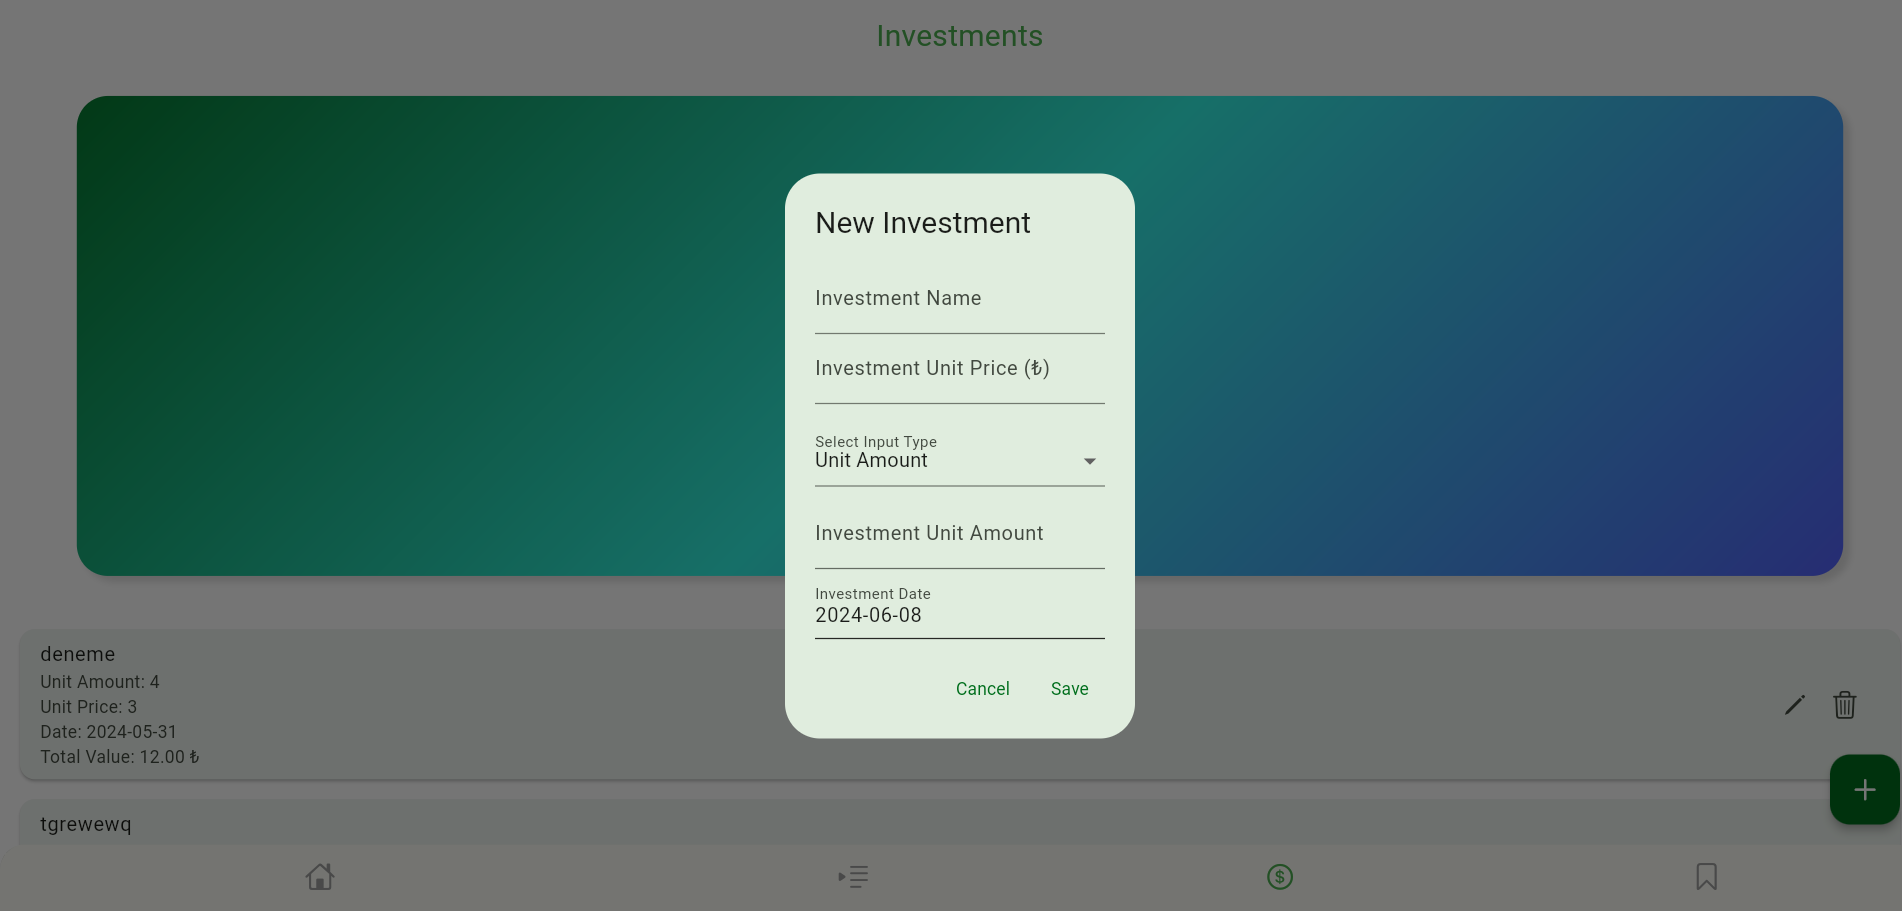 Investments
New Investment
Investment Name
Investment Unit Price (₺)
Select Input Type
Unit Amount
Investment Unit Amount
Investment Date
2024-06-08
Cancel Save
deneme
Unit Amount: 4
Unit Price: 3
Date: 2024-05-31
Total Value: 12.00 ₺
tgrewewq
$